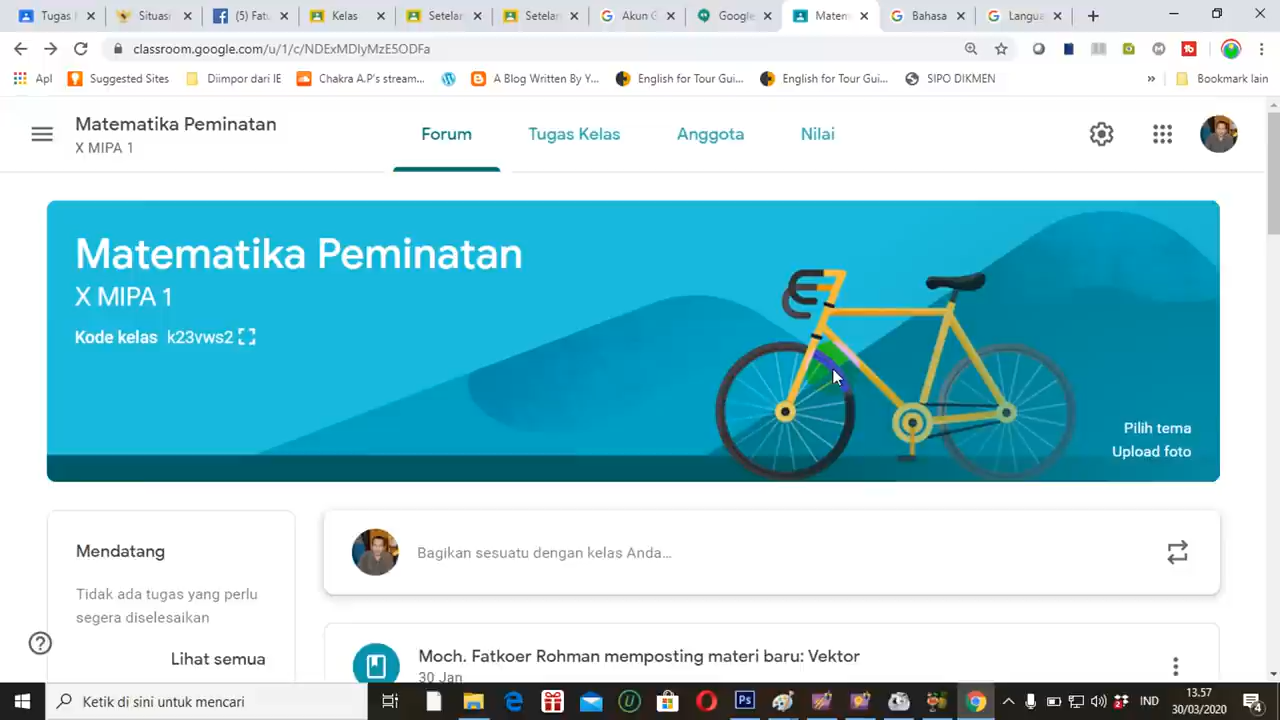 Tugas
Situas
Fatu
Kelas
Setela
Setela
Akun G
Google
Matem
Bahasa
Langua
classroom.google.com/u/1/c/NDExMDIyMzE5ODFa
Apl
Suggested Sites
Diimpor dari IE
Chakra A.P's stream...
A Blog Written By Y...
English for Tour Gui...
English for Tour Gui...
SIPO DIKMEN
»
Bookmark lain
Matematika Peminatan
X MIPA 1
Forum
Tugas Kelas
Anggota
Nilai
Matematika Peminatan
X MIPA 1
Kode kelas k23vws2
Pilih tema
Upload foto
Mendatang
Tidak ada tugas yang perlu
segera diselesaikan
Lihat semua
Bagikan sesuatu dengan kelas Anda...
Moch. Fatkoer Rohman memposting materi baru: Vektor
30 Jan
Ketik di sini untuk mencari
IND
13.57
30/03/2020
4